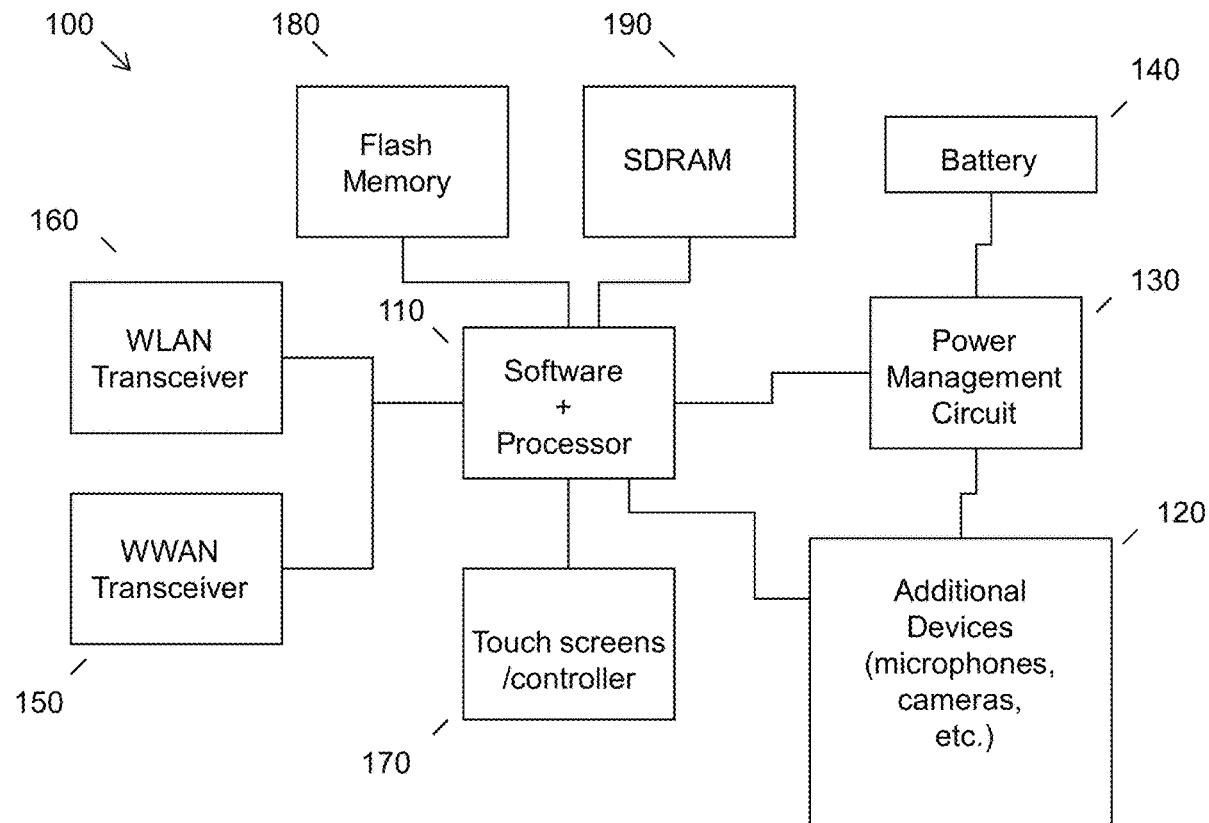 100
180
190
140
Flash
Memory
SDRAM
Battery
160
110
130
WLAN
Transceiver
Software
+
Processor
Power
Management
Circuit
WWAN
Transceiver
120
Touch screens
/controller
Additional
Devices
(microphones,
cameras,
etc.)
150
170